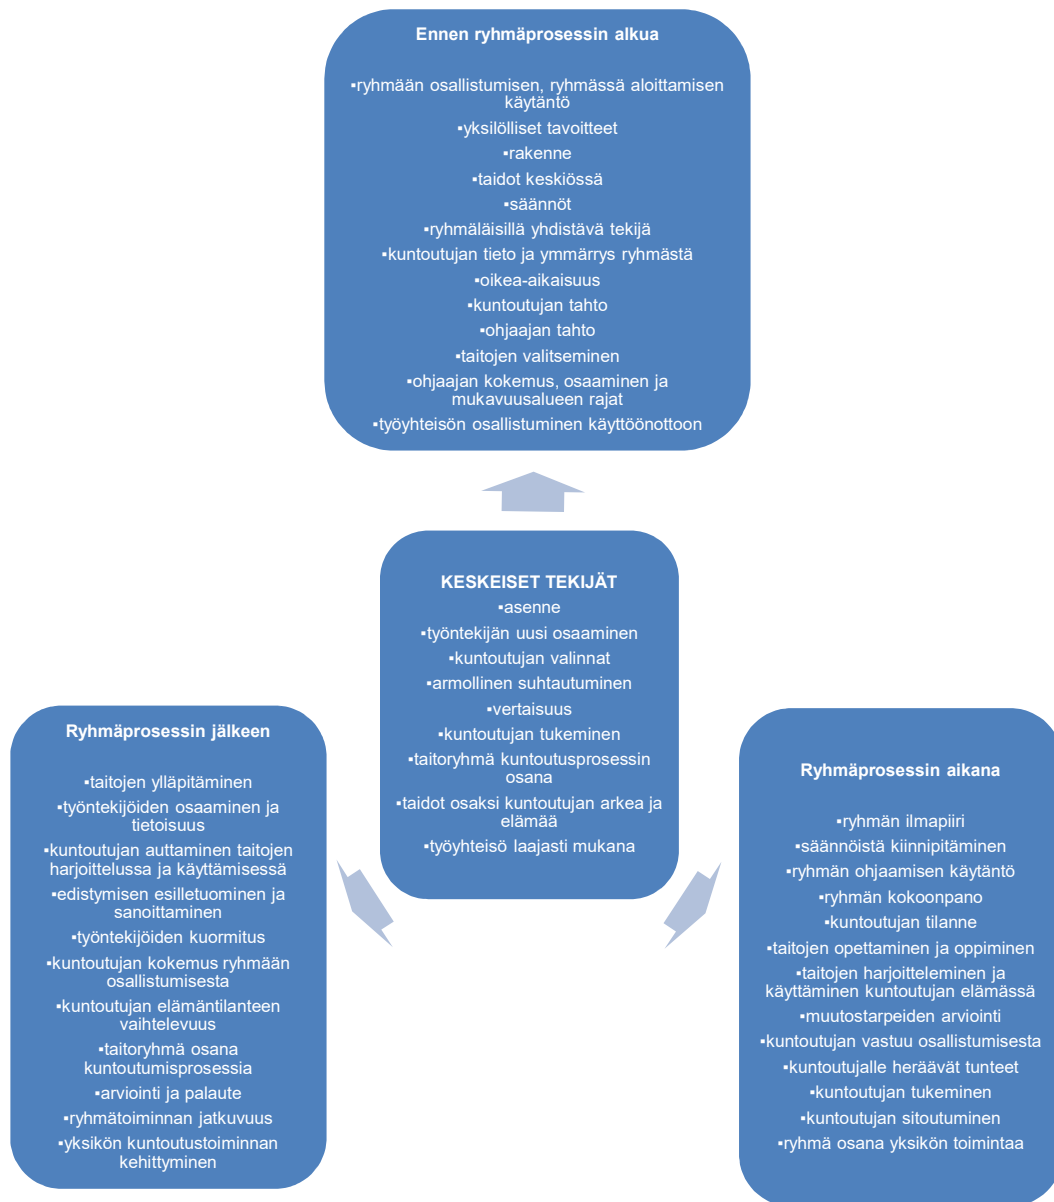 Ennen ryhmäprosessin alkua
▪ryhmään osallistumisen, ryhmässä aloittamisen
käytäntö
▪yksilölliset tavoitteet
▪rakenne
▪taidot keskiössä
▪säännöt
▪ryhmäläisillä yhdistävä tekijä
▪kuntoutujan tieto ja ymmärrys ryhmästä
▪oikea-aikaisuus
▪kuntoutujan tahto
▪ohjaajan tahto
▪taitojen valitseminen
▪ohjaajan kokemus, osaaminen ja
mukavuusalueen rajat
▪työyhteisön osallistuminen käyttöönottoon
KESKEISET TEKIJÄT
▪asenne
▪työntekijän uusi osaaminen
▪kuntoutujan valinnat
▪armollinen suhtautuminen
▪vertaisuus
▪kuntoutujan tukeminen
▪taitoryhmä kuntoutusprosessin
osana
▪taidot osaksi kuntoutujan arkea ja
elämää
▪työyhteisö laajasti mukana
Ryhmäprosessin jälkeen
▪taitojen ylläpitäminen
▪työntekijöiden osaaminen ja
tietoisuus
▪kuntoutujan auttaminen taitojen
harjoittelussa ja käyttämisessä
▪edistymisen esilletuominen ja
sanoittaminen
▪työntekijöiden kuormitus
▪kuntoutujan kokemus ryhmään
osallistumisesta
▪kuntoutujan elämäntilanteen
vaihtelevuus
▪taitoryhmä osana
kuntoutumisprosessia
▪arviointi ja palaute
▪ryhmätoiminnan jatkuvuus
▪yksikön kuntoutustoiminnan
kehittyminen
Ryhmäprosessin aikana
▪ryhmän ilmapiiri
▪säännöistä kiinnipitäminen
▪ryhmän ohjaamisen käytäntö
▪ryhmän kokoonpano
▪kuntoutujan tilanne
▪taitojen opettaminen ja oppiminen
▪taitojen harjoitteleminen ja
käyttäminen kuntoutujan elämässä
▪muutostarpeiden arviointi
▪kuntoutujan vastuu osallistumisesta
▪kuntoutujalle heräävät tunteet
▪kuntoutujan tukeminen
▪kuntoutujan sitoutuminen
▪ryhmä osana yksikön toimintaa